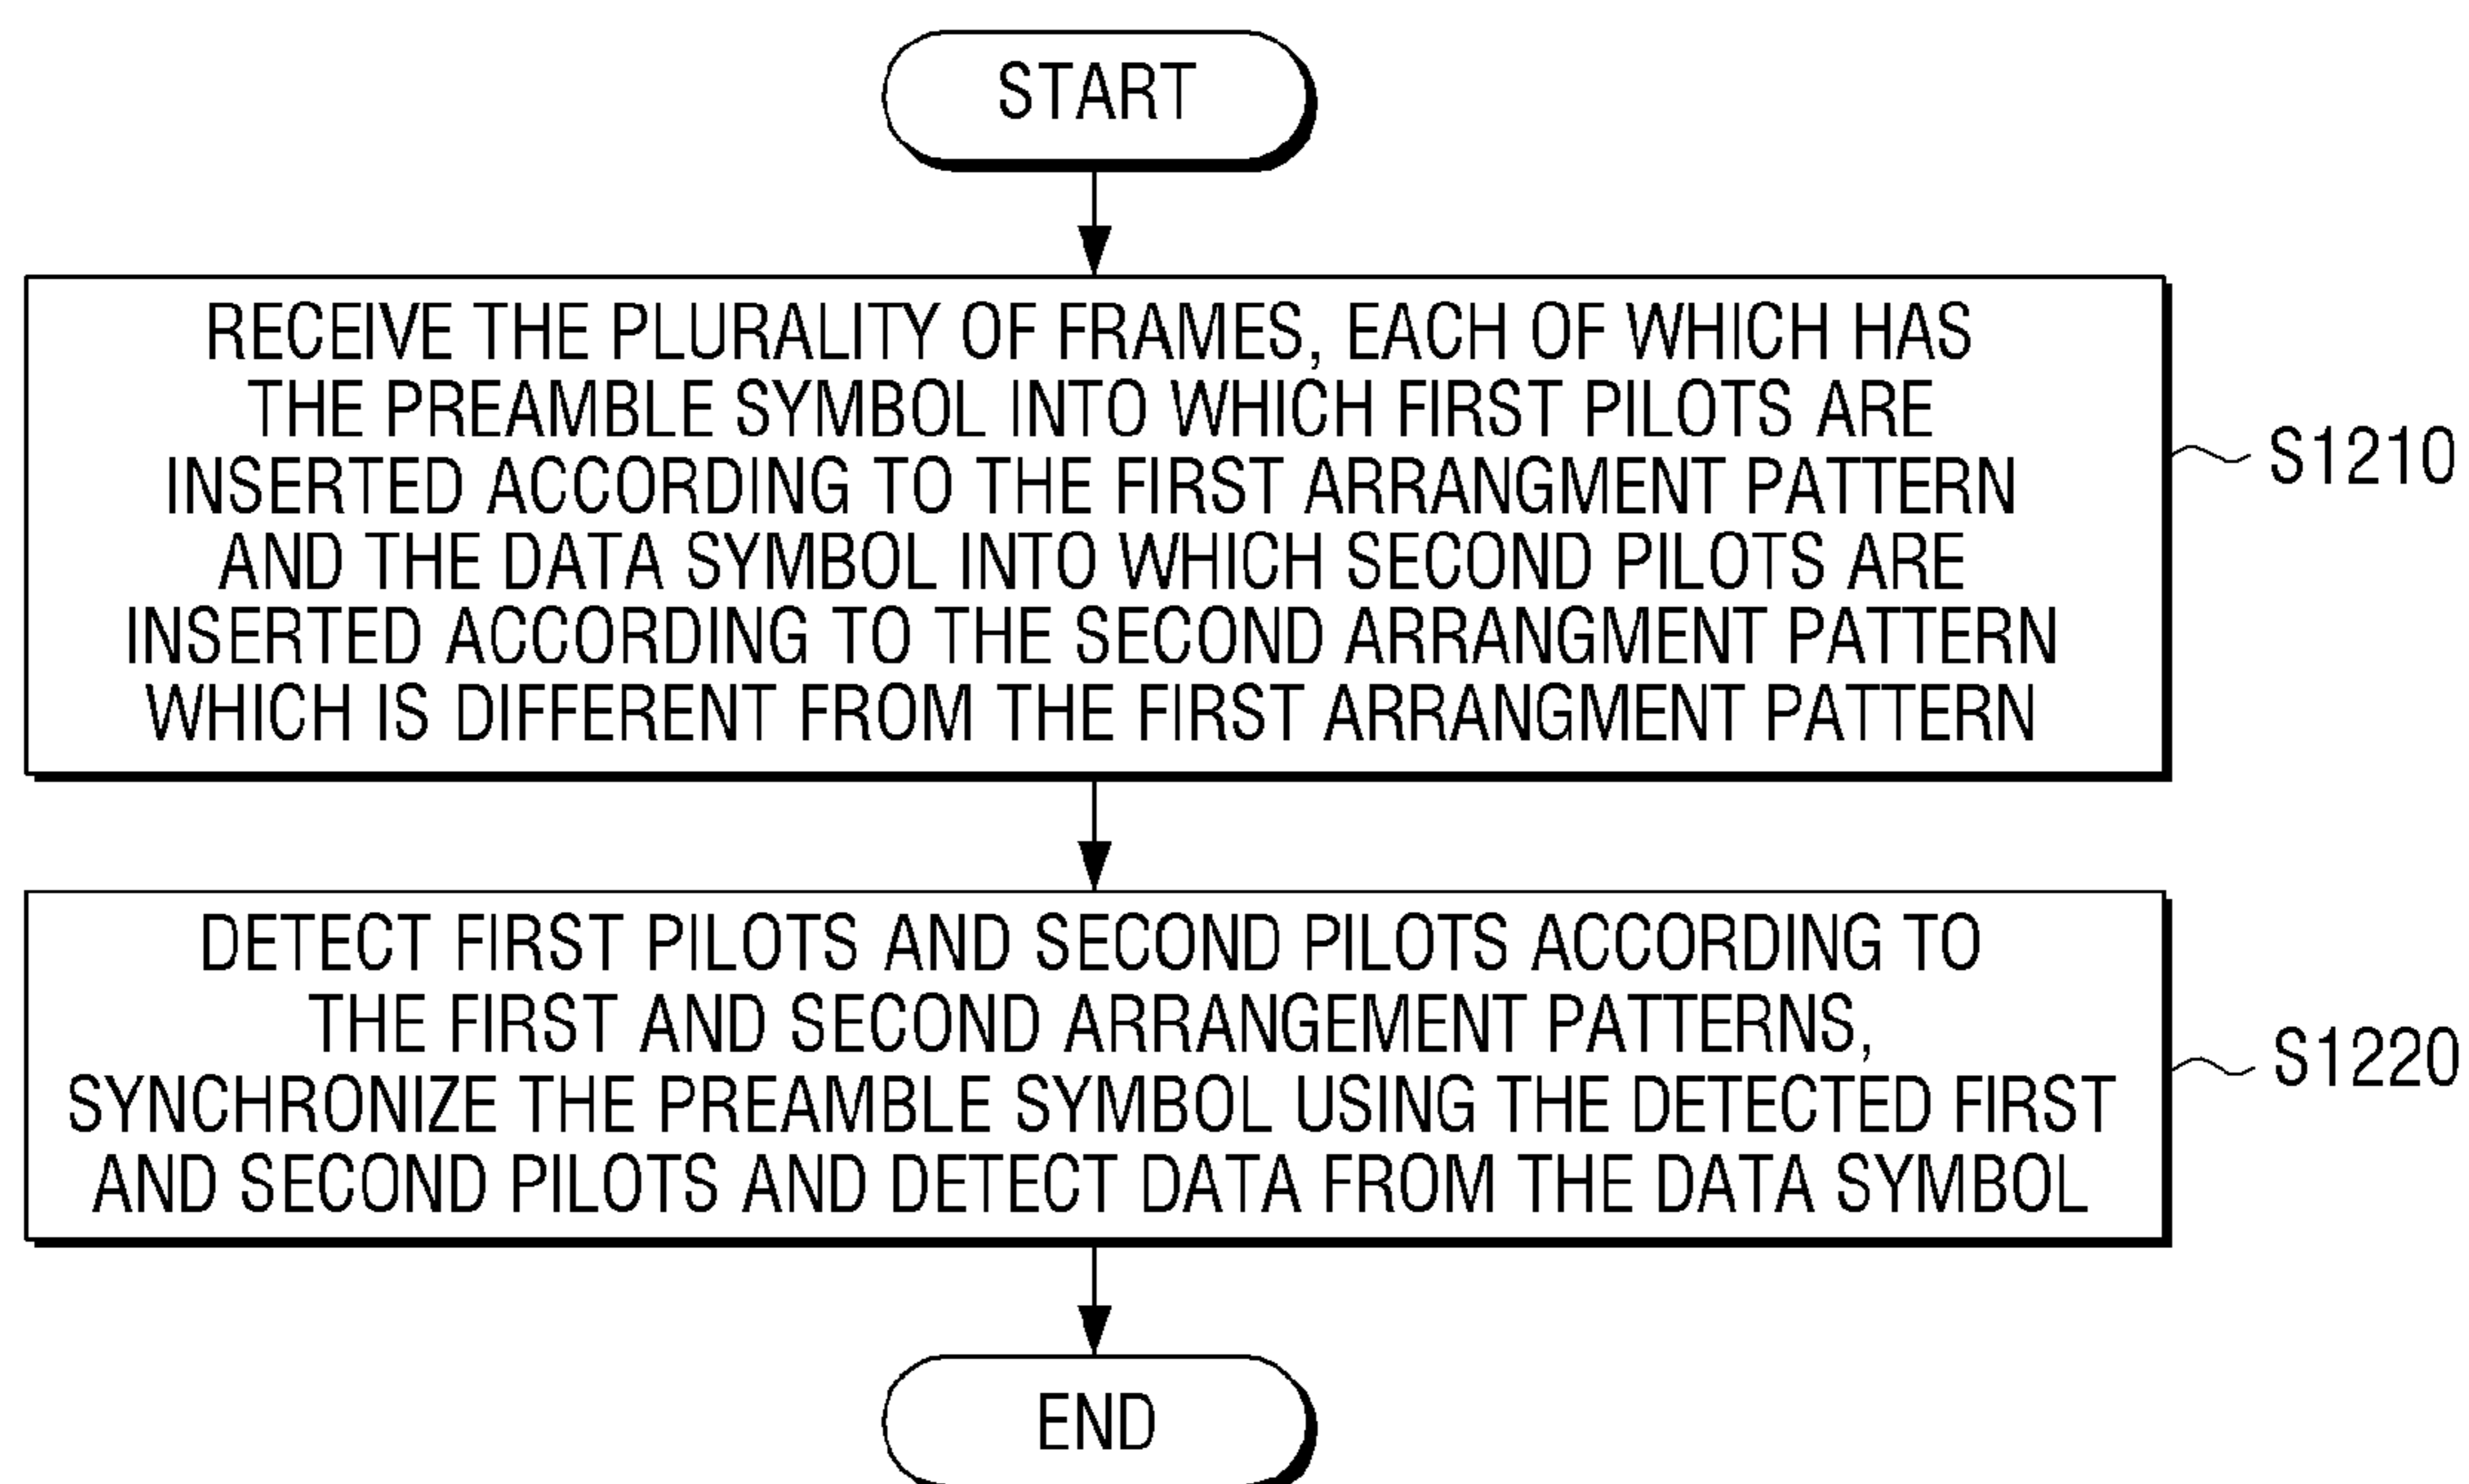 START
RECEIVE THE PLURALITY OF FRAMES, EACH OF WHICH HAS
THE PREAMBLE SYMBOL INTO WHICH FIRST PILOTS ARE
INSERTED ACCORDING TO THE FIRST ARRANGMENT PATTERN
AND THE DATA SYMBOL INTO WHICH SECOND PILOTS ARE
INSERTED ACCORDING TO THE SECOND ARRANGMENT PATTERN
WHICH IS DIFFERENT FROM THE FIRST ARRANGMENT PATTERN
S1210
DETECT FIRST PILOTS AND SECOND PILOTS ACCORDING TO
THE FIRST AND SECOND ARRANGEMENT PATTERNS,
SYNCHRONIZE THE PREAMBLE SYMBOL USING THE DETECTED FIRST
AND SECOND PILOTS AND DETECT DATA FROM THE DATA SYMBOL
S1220
END